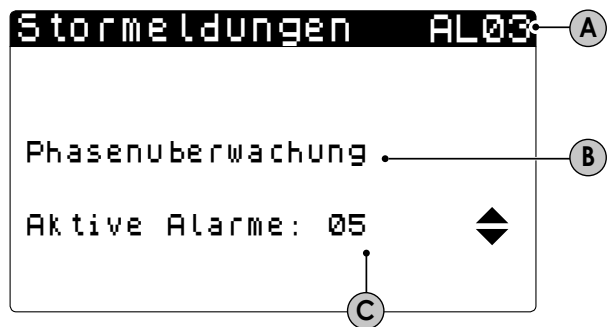 Stormeldungen AL03 A
Phasenuberwachung B
Aktive Alarme: 05
C